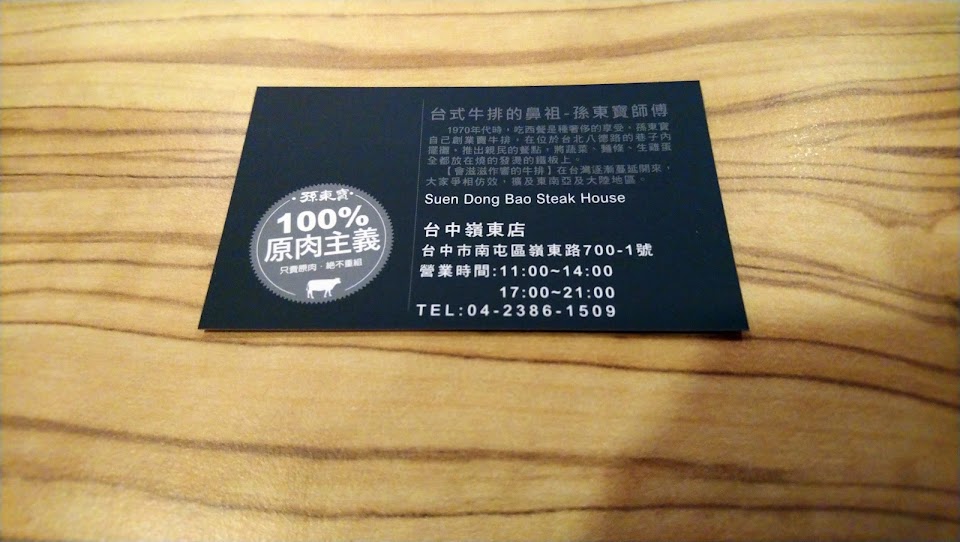 孫東寶
100%
原肉主義
只賣原肉．絕不重組
台式牛排的鼻祖-孫東寶師傅
1970年代時，吃西餐是種奢侈的享受，孫東寶
自己創業賣牛排，在位於台北八德路的巷子內
擺攤，推出親民的餐點，將蔬菜、麵條、生雞蛋
全都放在燒的發燙的鐵板上。
【會滋滋作響的牛排】在台灣逐漸蔓延開來，
大家爭相仿效，擴及東南亞及大陸地區。
Suen Dong Bao Steak House
台中嶺東店
台中市南屯區嶺東路700-1號
營業時間:11:00~14:00
17:00~21:00
TEL:04-2386-1509